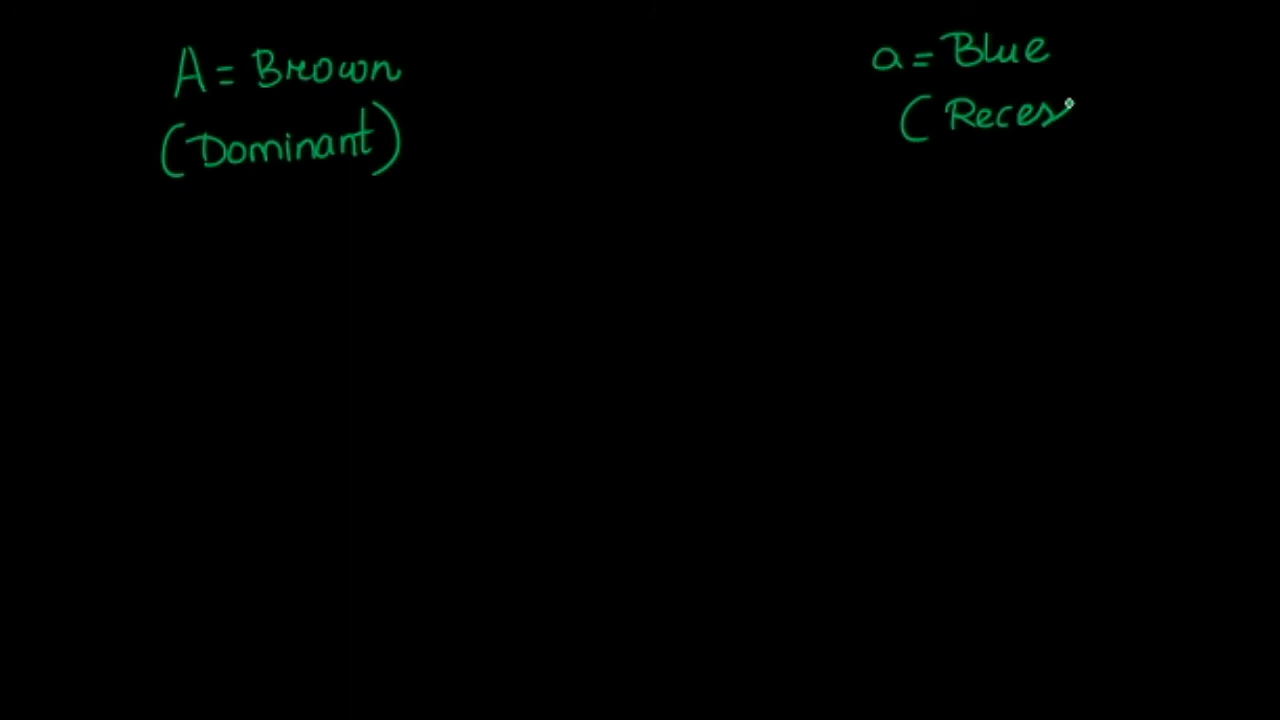 A = Brown
(Dominant)
a = Blue
(Reces